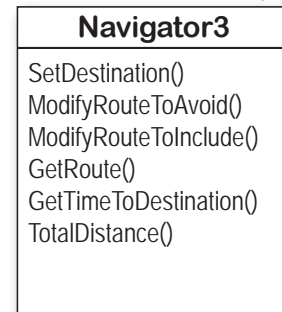 Navigator3
SetDestination()
ModifyRouteToAvoid()
ModifyRouteToInclude()
GetRoute()
GetTimeToDestination()
TotalDistance()